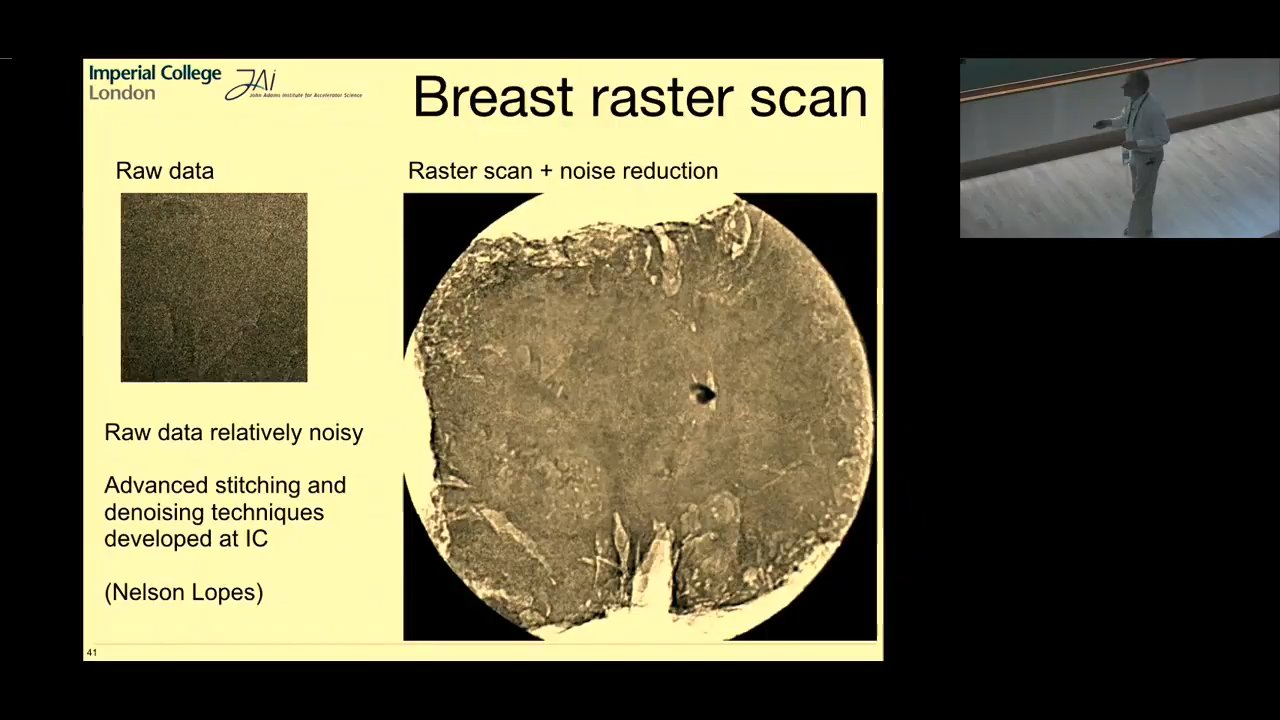 Imperial College
London
JAi
John Adams Institute for Accelerator Science
Breast raster scan
Raw data
Raster scan + noise reduction
Raw data relatively noisy
Advanced stitching and
denoising techniques
developed at IC
(Nelson Lopes)
41